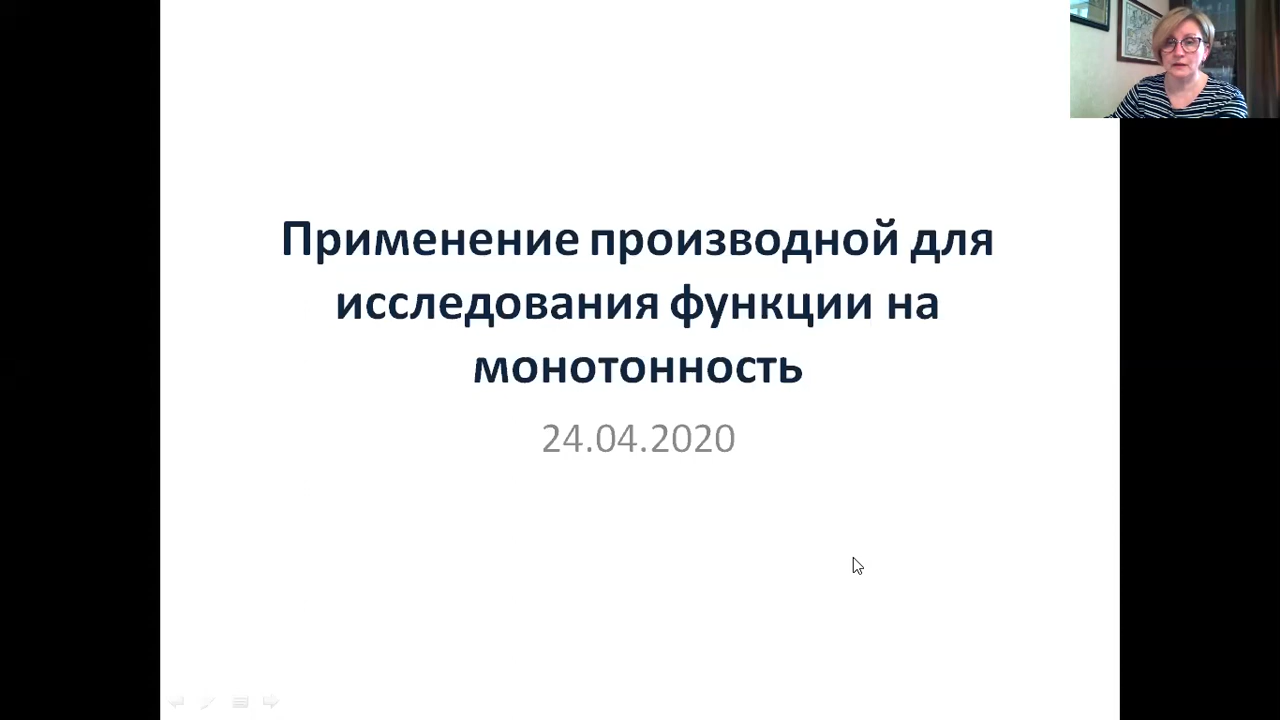 Применение производной для
исследования функции на
монотонность
24.04.2020